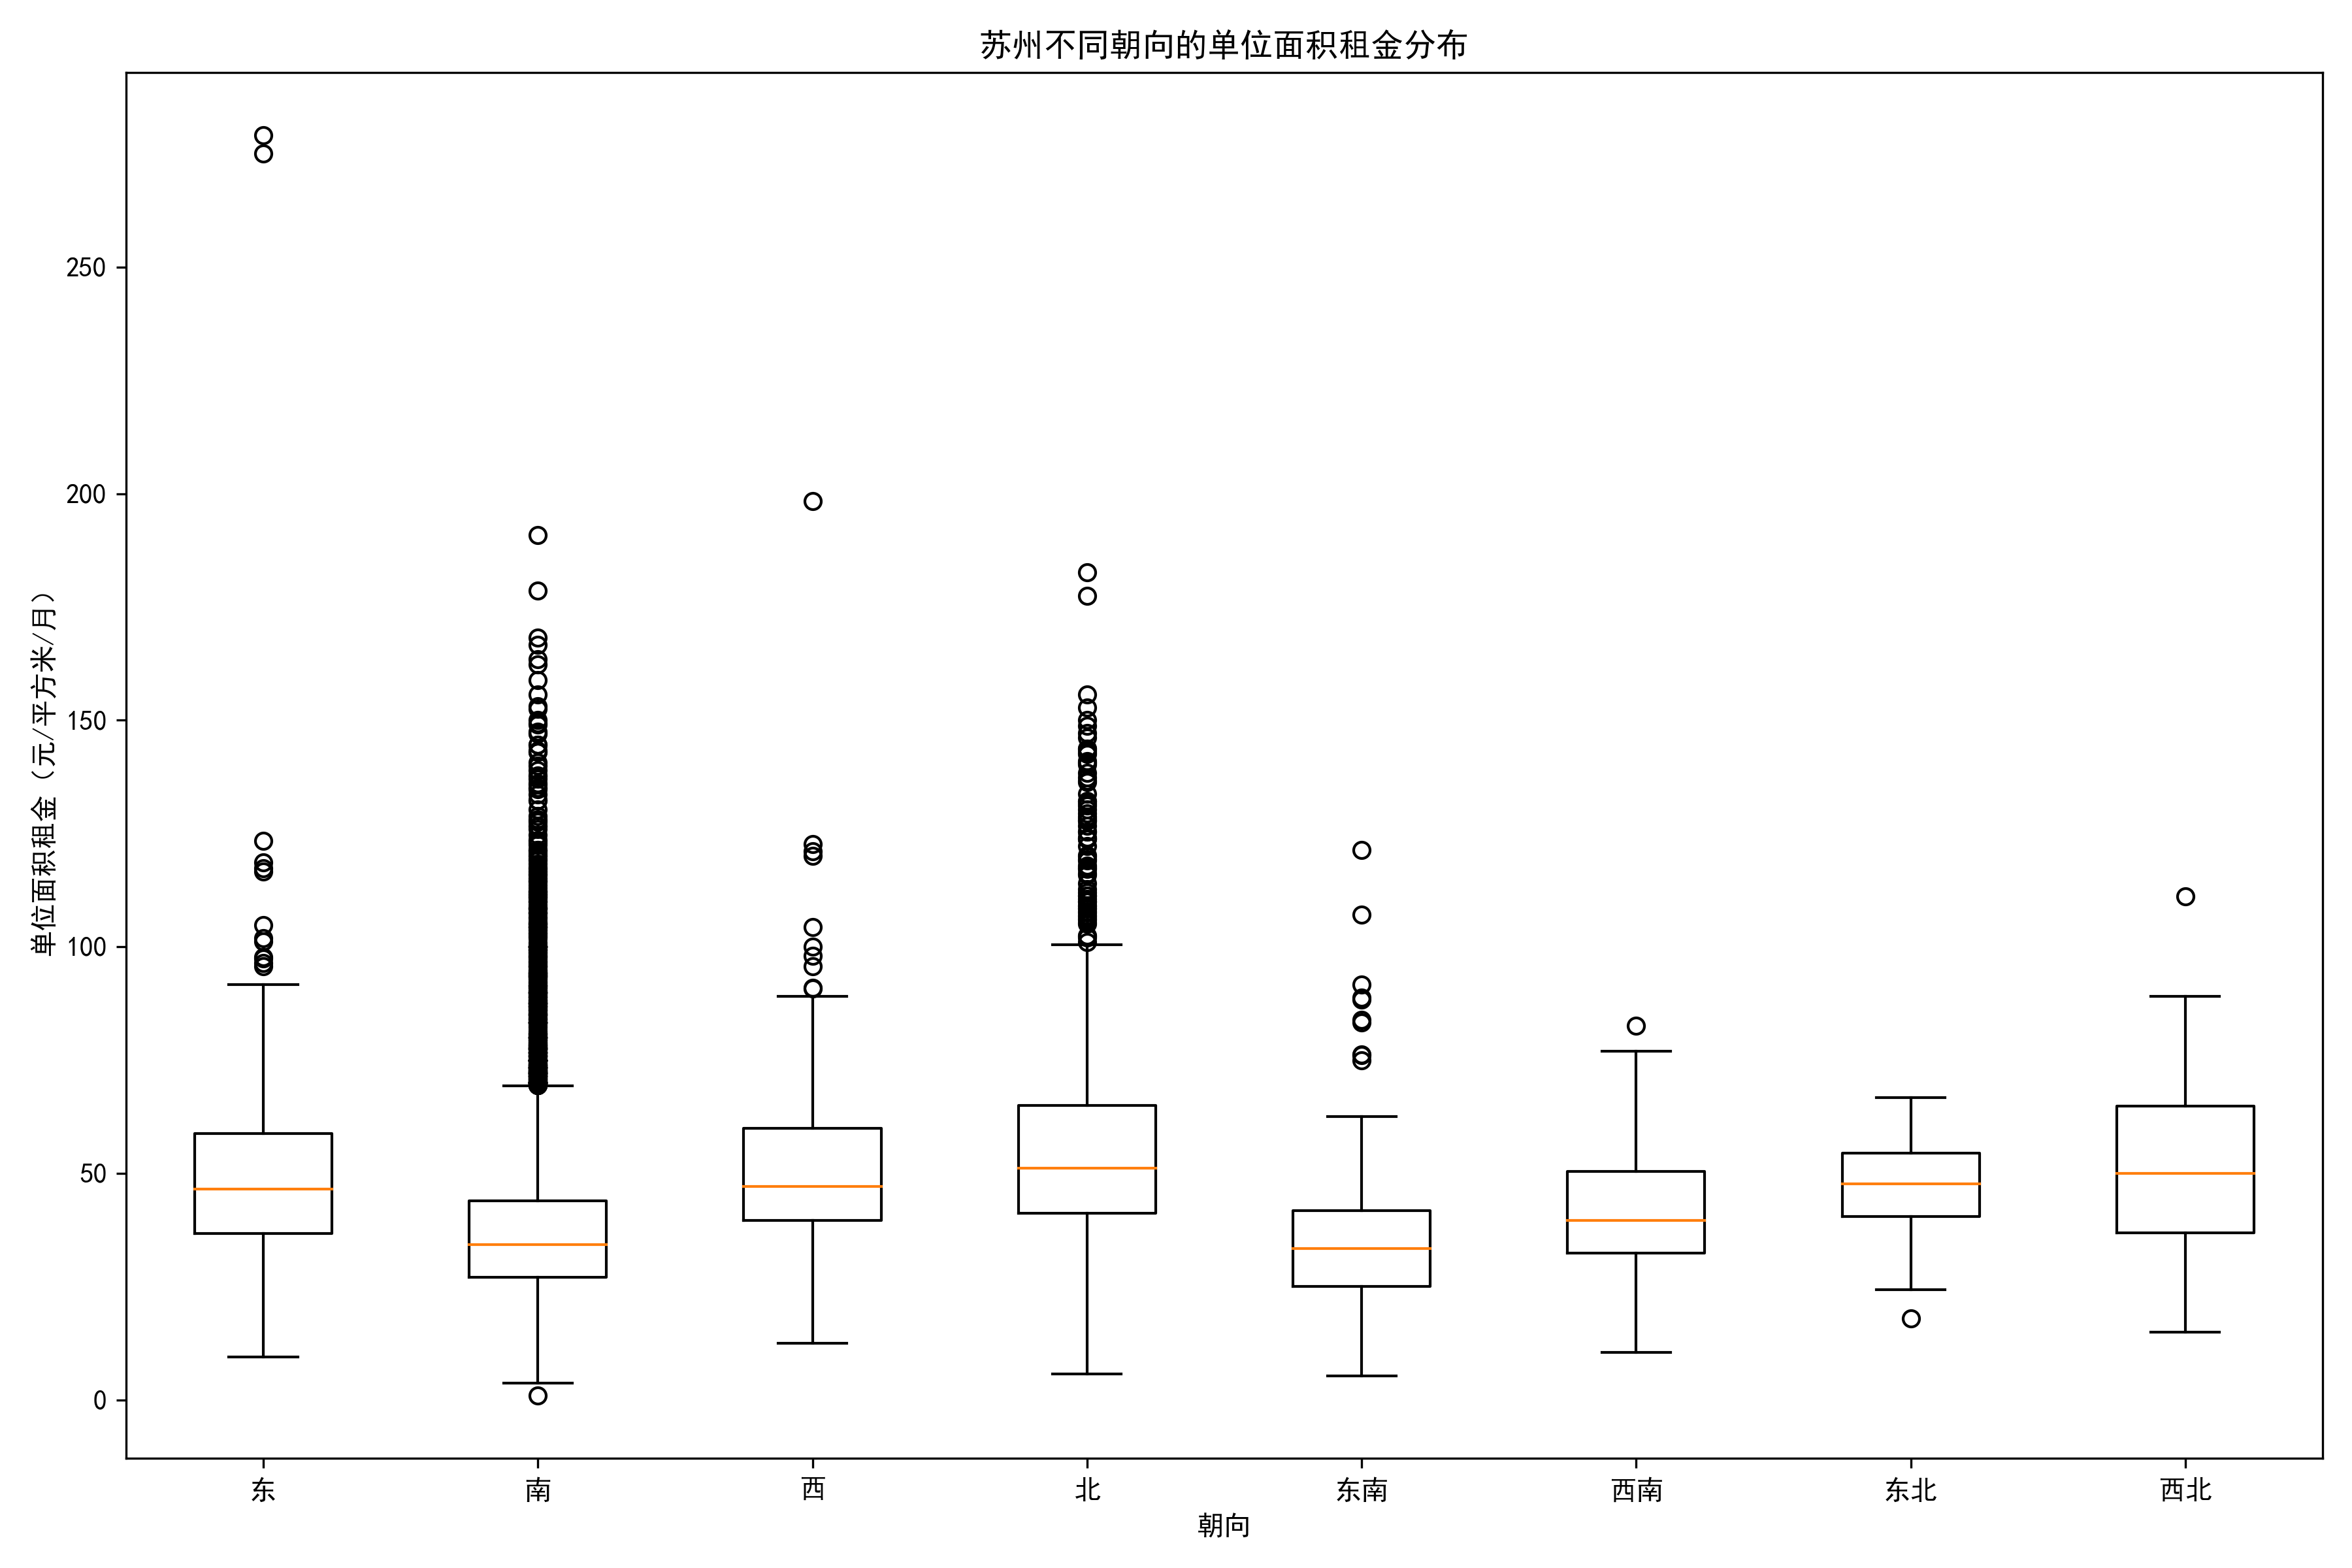 苏州不同朝向的单位面积租金分布
单位面积租金（元/平方米/月）
250
200
150
100
50
0
东 南 西 北 东南 西南 东北 西北
朝向